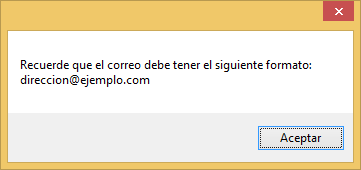 Recuerde que el correo debe tener el siguiente formato:
direccion@ejemplo.com
Aceptar